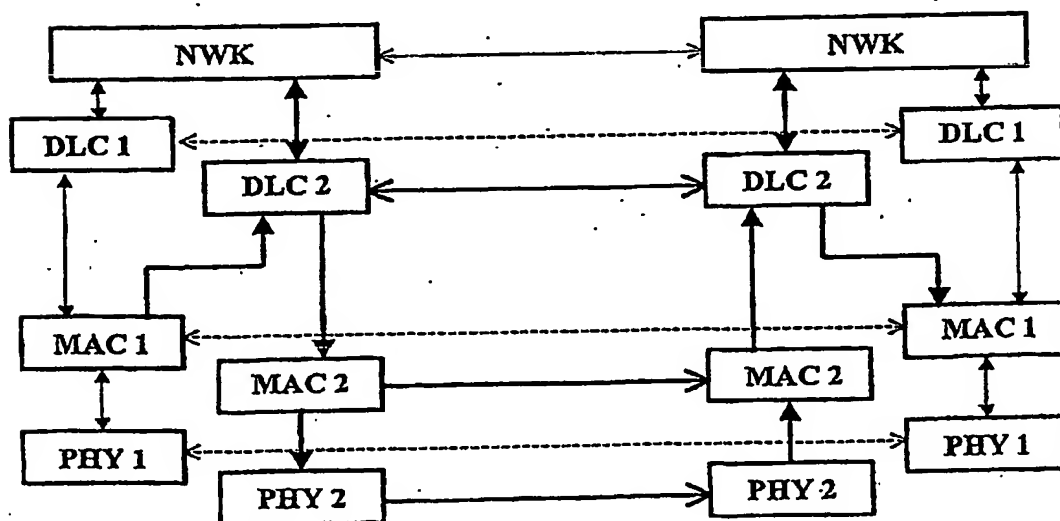 NWK NWK
DLC 1 DLC 1
DLC 2 DLC 2
MAC 1 MAC 1
MAC 2 MAC 2
PHY 1 PHY 1
PHY 2 PHY 2